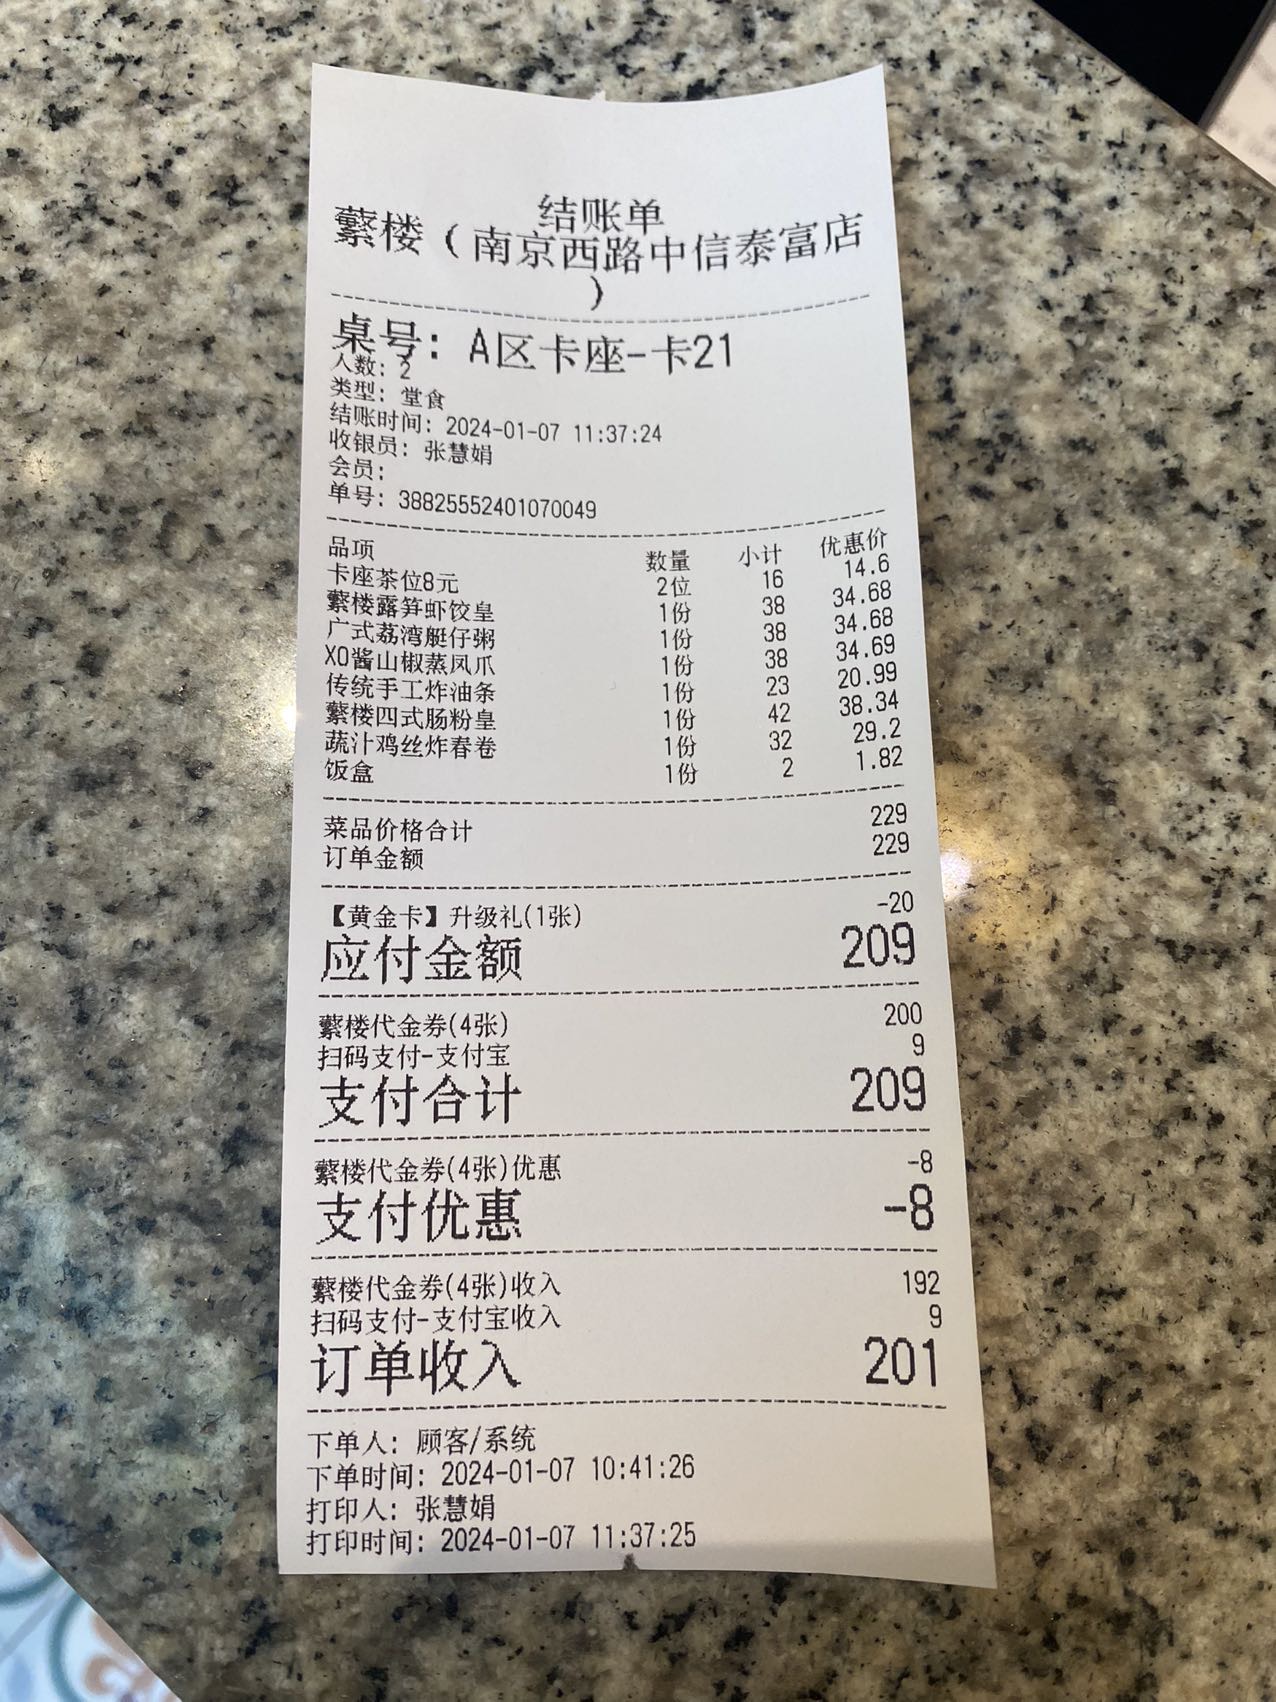 结账单
蘩楼（南京西路中信泰富店
）
桌号：A区卡座-卡21
人数：2
类型：堂食
结账时间：2024-01-07 11:37:24
收银员：张慧娟
会员：
单号：38825552401070049
品项 数量 小计 优惠价
卡座茶位8元 2位 16 14.6
蘩楼露笋虾饺皇 1份 38 34.68
广式荔湾艇仔粥 1份 38 34.68
XO酱山椒蒸凤爪 1份 38 34.69
传统手工炸油条 1份 23 20.99
蘩楼四式肠粉皇 1份 42 38.34
蔬汁鸡丝炸春卷 1份 32 29.2
饭盒 1份 2 1.82
菜品价格合计 229
订单金额 229
【黄金卡】升级礼(1张) -20
应付金额 209
蘩楼代金券(4张) 200
扫码支付-支付宝 9
支付合计 209
蘩楼代金券(4张)优惠 -8
支付优惠 -8
蘩楼代金券(4张)收入 192
扫码支付-支付宝收入 9
订单收入 201
下单人：顾客/系统
下单时间：2024-01-07 10:41:26
打印人：张慧娟
打印时间：2024-01-07 11:37:25